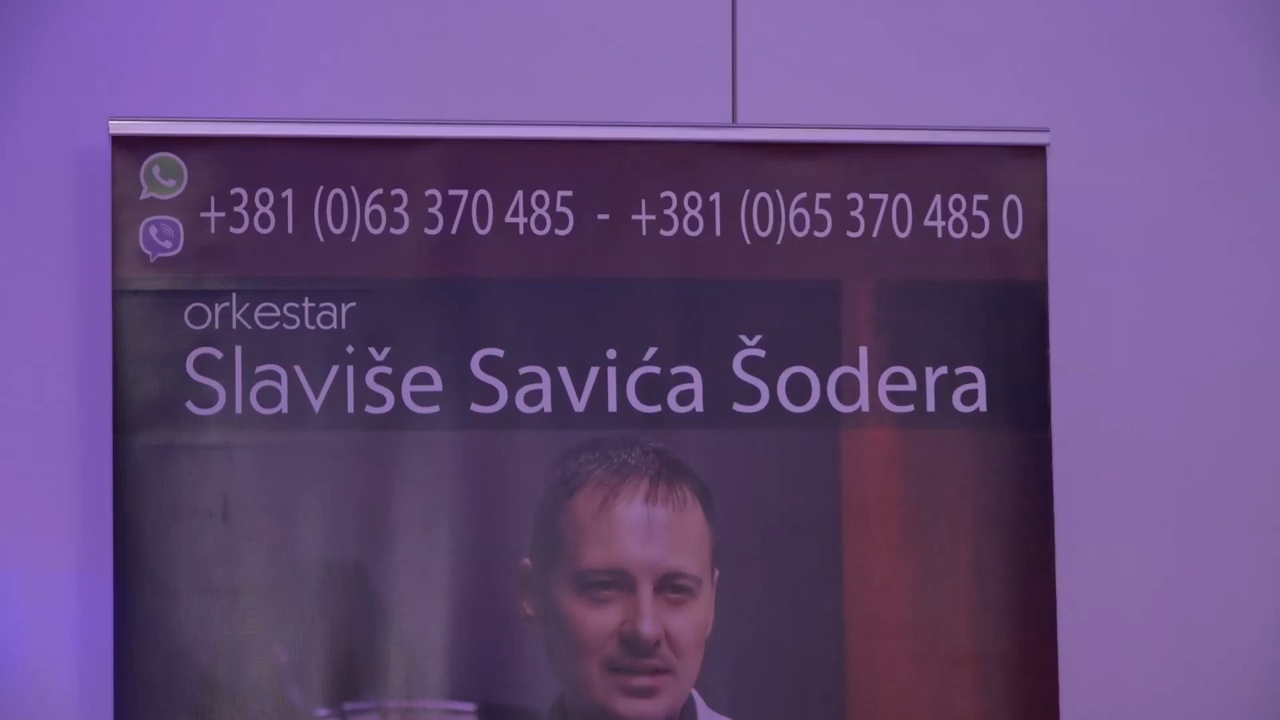 +381 (0)63 370 485 - +381 (0)65 370 485 0
orkestar
Slaviše Savića Šodera